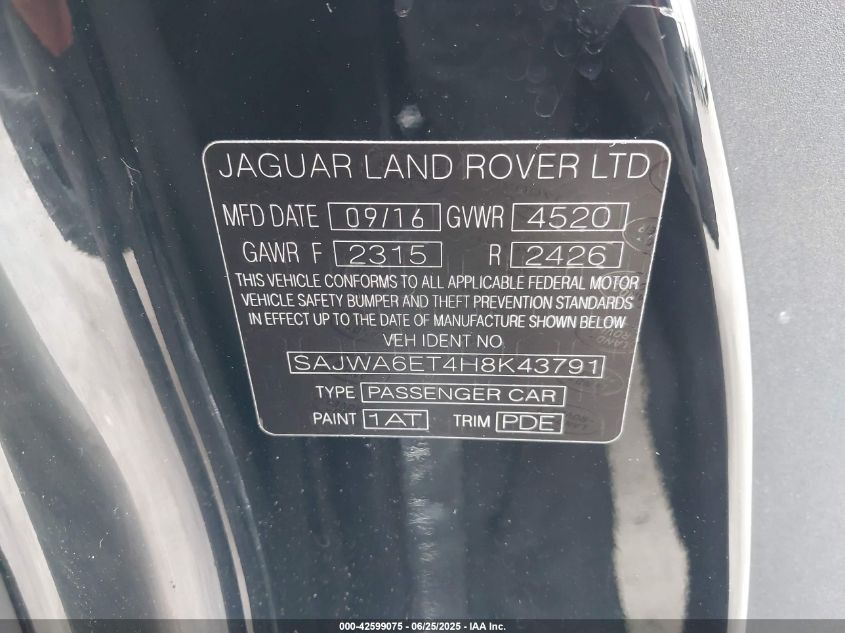 JAGUAR LAND ROVER LTD
MFD DATE 09/16 GVWR 4520
GAWR F 2315 R 2426
THIS VEHICLE CONFORMS TO ALL APPLICABLE FEDERAL MOTOR
VEHICLE SAFETY BUMPER AND THEFT PREVENTION STANDARDS
IN EFFECT UP TO THE DATE OF MANUFACTURE SHOWN BELOW
VEH IDENT NO
SAJWA6ET4H8K43791
TYPE PASSENGER CAR
PAINT 1AT TRIM PDE
000-42599075 - 06/25/2025 - IAA Inc.